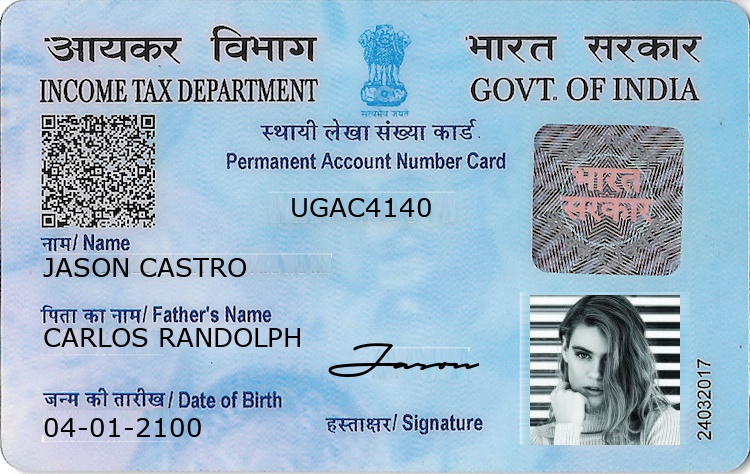 आयकर विभाग
INCOME TAX DEPARTMENT
भारत सरकार
GOVT. OF INDIA
सत्यमेव जयते
स्थायी लेखा संख्या कार्ड
Permanent Account Number Card
UGAC4140
भारत
सरकार
नाम/ Name
JASON CASTRO
पिता का नाम/ Father's Name
CARLOS RANDOLPH
Jason
जन्म की तारीख/ Date of Birth
04-01-2100
हस्ताक्षर/ Signature
24032017